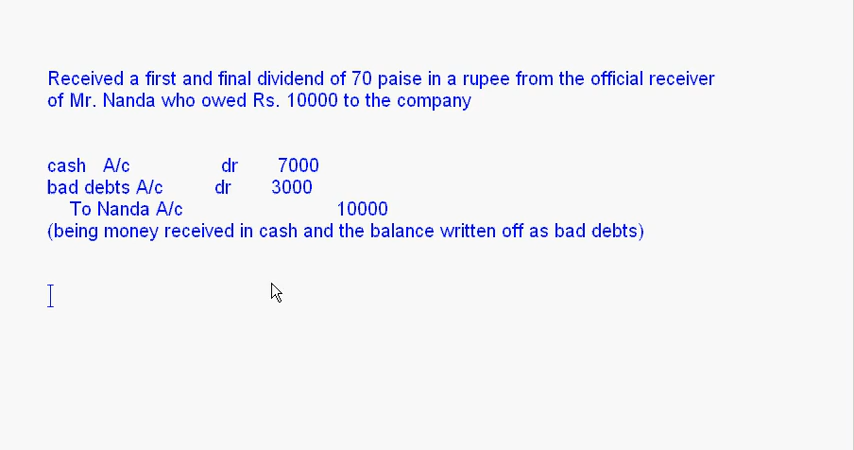 Received a first and final dividend of 70 paise in a rupee from the official receiver
of Mr. Nanda who owed Rs. 10000 to the company
cash A/c dr 7000
bad debts A/c dr 3000
To Nanda A/c 10000
(being money received in cash and the balance written off as bad debts)